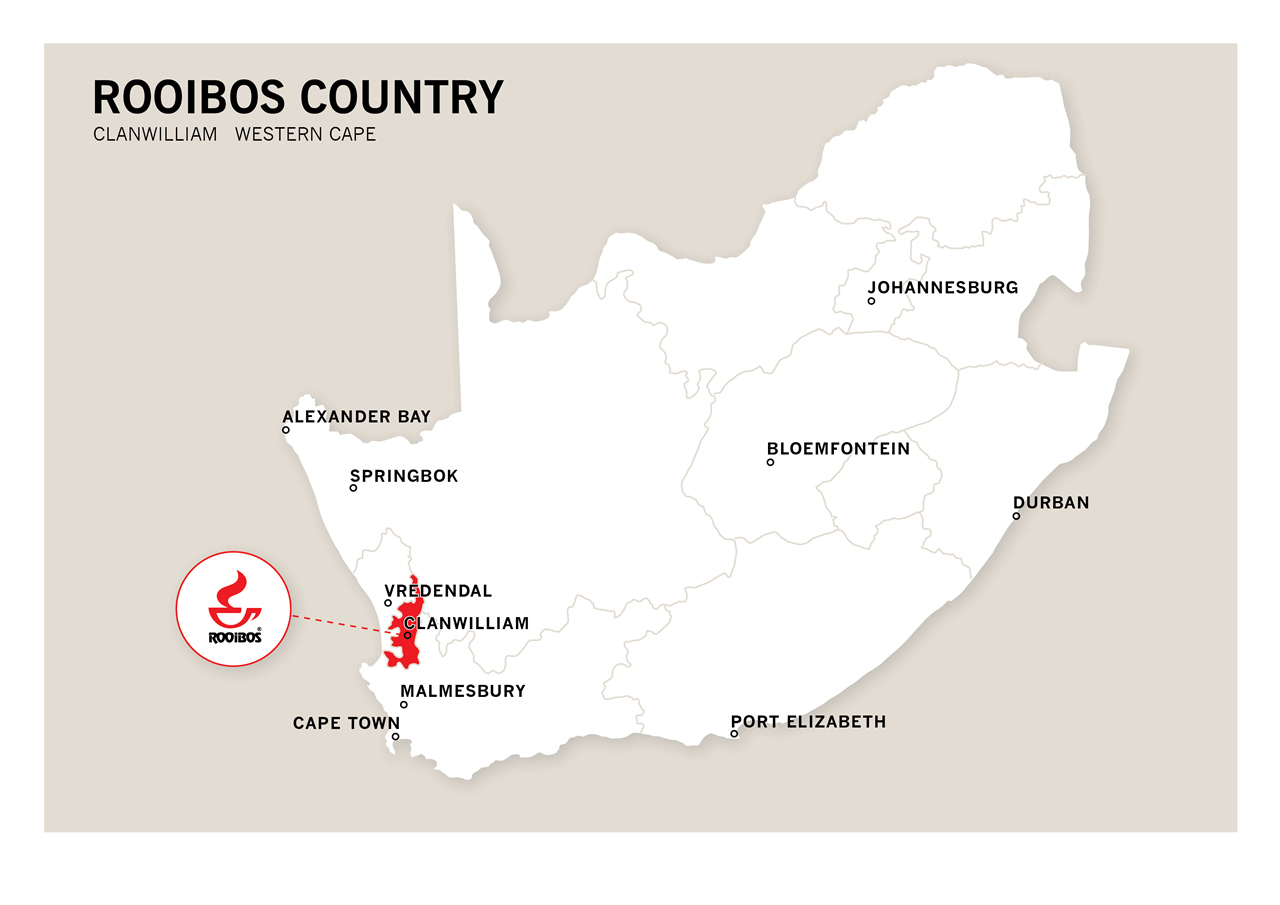 ROOIBOS COUNTRY
CLANWILLIAM WESTERN CAPE
JOHANNESBURG
ALEXANDER BAY
BLOEMFONTEIN
SPRINGBOK
DURBAN
VREDENDAL
CLANWILLIAM
ROOiBOS®
MALMESBURY
CAPE TOWN
PORT ELIZABETH